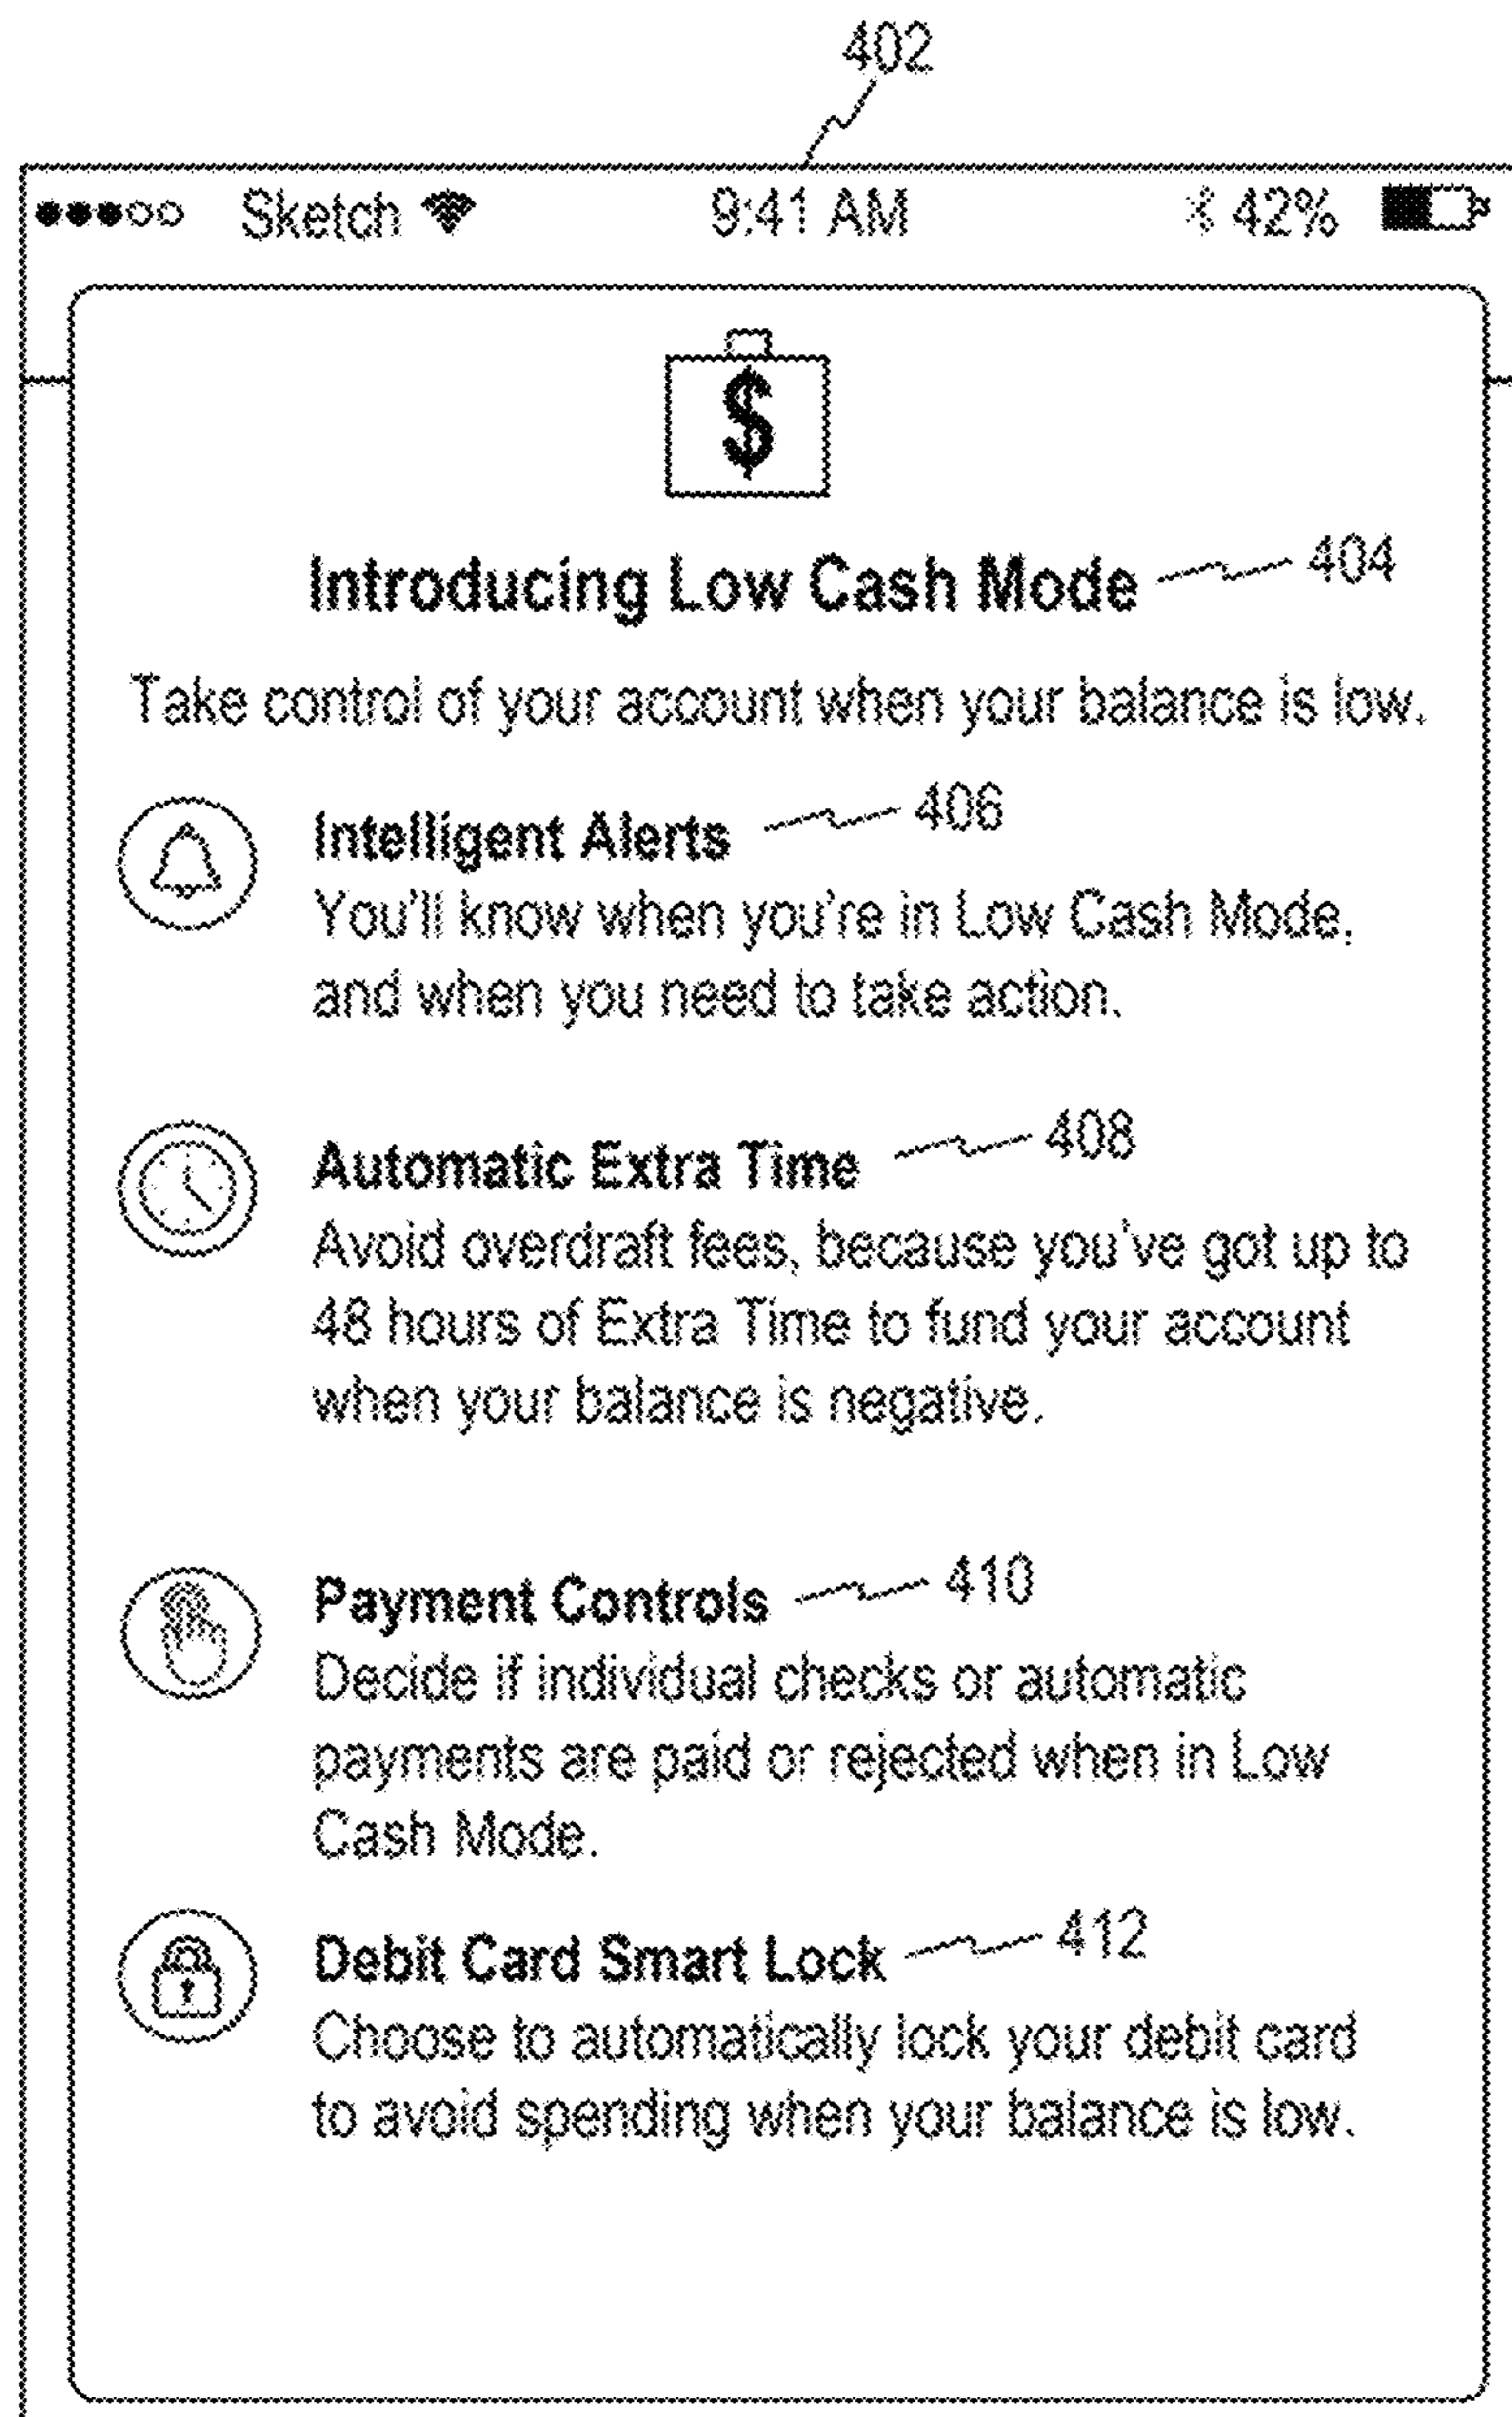 402
Sketch 9:41 AM 42%
$
Introducing Low Cash Mode 404
Take control of your account when your balance is low.
Intelligent Alerts 406
You'll know when you're in Low Cash Mode,
and when you need to take action.
Automatic Extra Time 408
Avoid overdraft fees, because you've got up to
48 hours of Extra Time to fund your account
when your balance is negative.
Payment Controls 410
Decide if individual checks or automatic
payments are paid or rejected when in Low
Cash Mode.
Debit Card Smart Lock 412
Choose to automatically lock your debit card
to avoid spending when your balance is low.